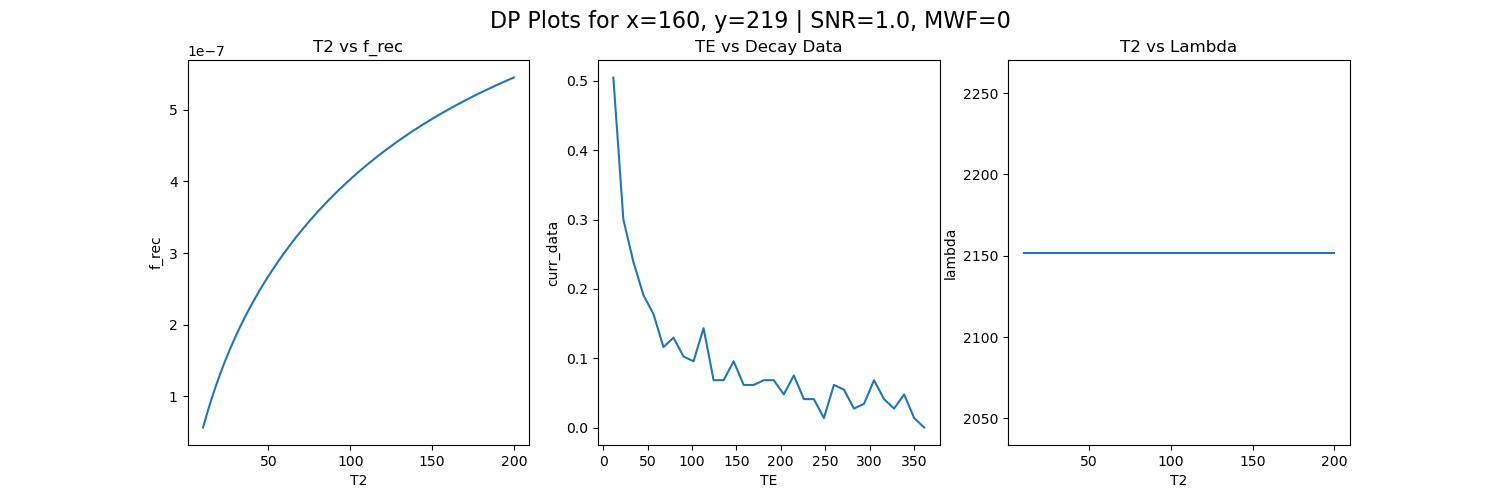 DP Plots for x=160, y=219 | SNR=1.0, MWF=0
T2 vs f_rec
1e−7
5
4
3
2
1
f_rec
50
100
150
200
T2
TE vs Decay Data
0.5
0.4
0.3
0.2
0.1
0.0
curr_data
0
50
100
150
200
250
300
350
TE
T2 vs Lambda
2250
2200
2150
2100
2050
lambda
50
100
150
200
T2